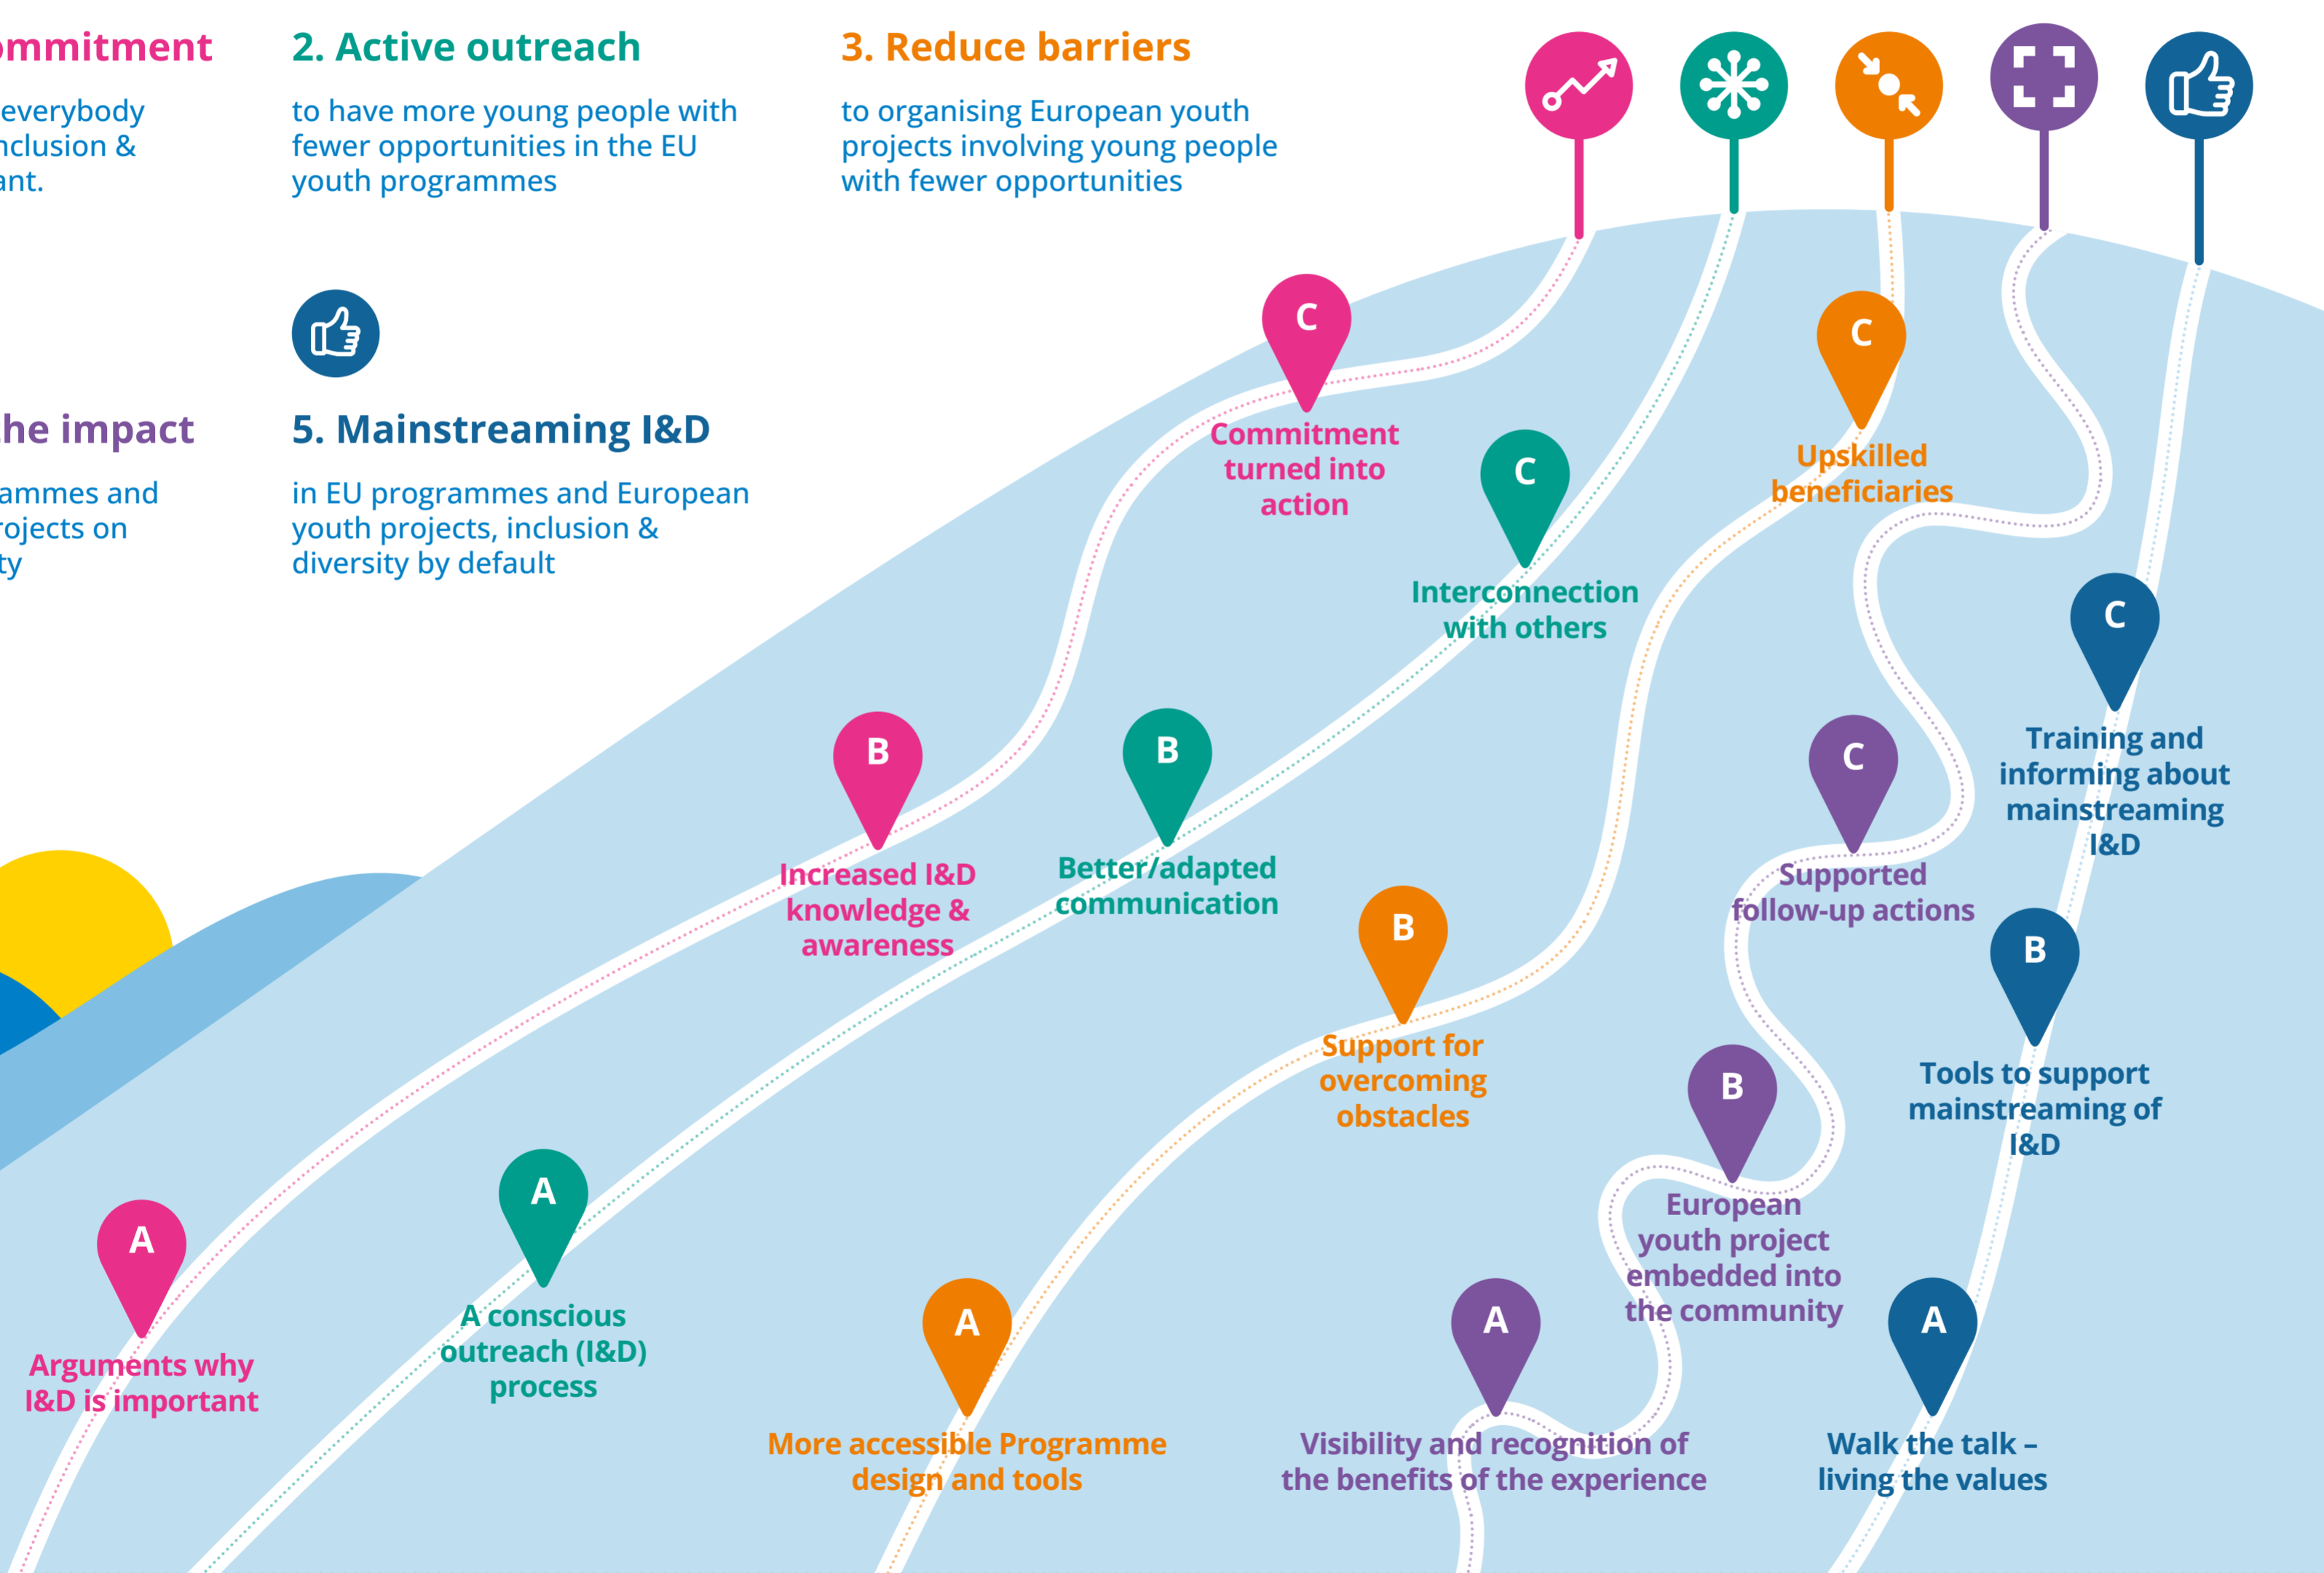 ommitment
everybody
nclusion &
ant.
2. Active outreach
to have more young people with
fewer opportunities in the EU
youth programmes
3. Reduce barriers
to organising European youth
projects involving young people
with fewer opportunities
he impact
ammes and
rojects on
ty
5. Mainstreaming I&D
in EU programmes and European
youth projects, inclusion &
diversity by default
C
Commitment
turned into
action
C
Upskilled
beneficiaries
C
Interconnection
with others
C
Training and
informing about
mainstreaming
I&D
B
Increased I&D
knowledge &
awareness
B
Better/adapted
communication
C
Supported
follow-up actions
B
Support for
overcoming
obstacles
B
Tools to support
mainstreaming of
I&D
B
European
youth project
embedded into
the community
A
Arguments why
I&D is important
A
A conscious
outreach (I&D)
process
A
More accessible Programme
design and tools
A
Visibility and recognition of
the benefits of the experience
A
Walk the talk –
living the values